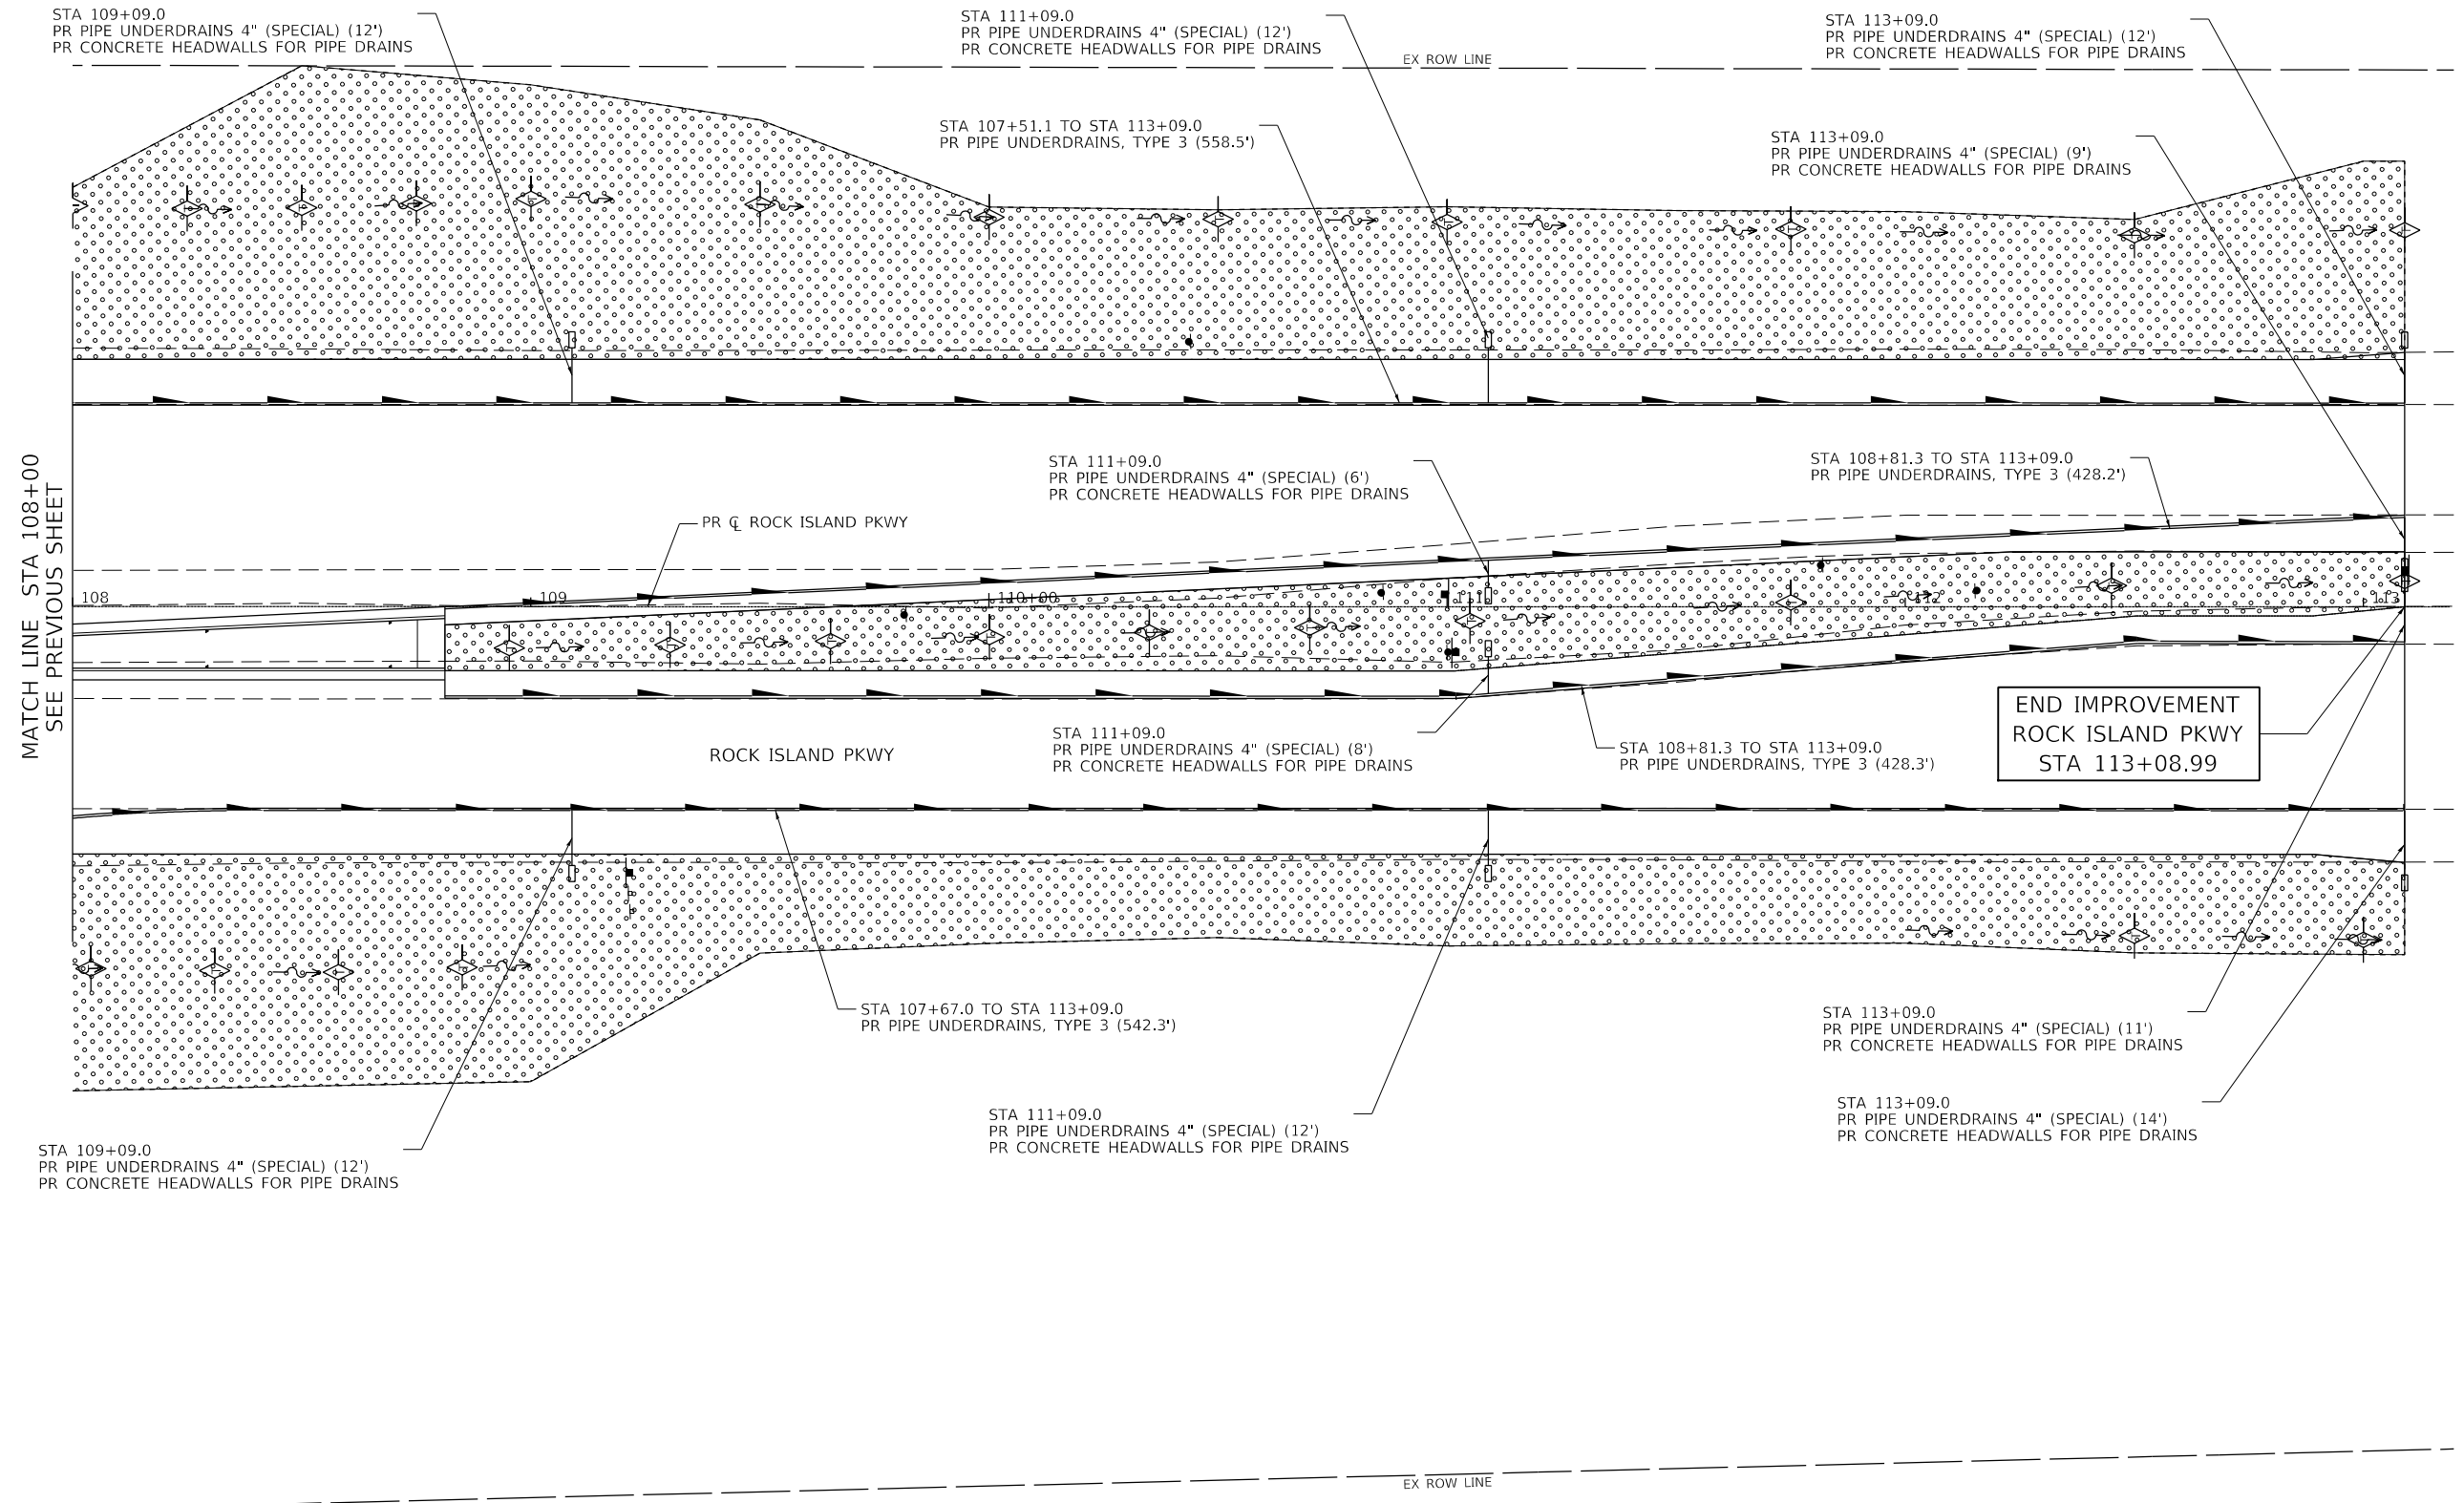 STA 109+09.0
PR PIPE UNDERDRAINS 4" (SPECIAL) (12')
PR CONCRETE HEADWALLS FOR PIPE DRAINS
STA 111+09.0
PR PIPE UNDERDRAINS 4" (SPECIAL) (12')
PR CONCRETE HEADWALLS FOR PIPE DRAINS
STA 113+09.0
PR PIPE UNDERDRAINS 4" (SPECIAL) (12')
PR CONCRETE HEADWALLS FOR PIPE DRAINS
EX ROW LINE
STA 107+51.1 TO STA 113+09.0
PR PIPE UNDERDRAINS, TYPE 3 (558.5')
STA 113+09.0
PR PIPE UNDERDRAINS 4" (SPECIAL) (9')
PR CONCRETE HEADWALLS FOR PIPE DRAINS
MATCH LINE STA 108+00
SEE PREVIOUS SHEET
STA 111+09.0
PR PIPE UNDERDRAINS 4" (SPECIAL) (6')
PR CONCRETE HEADWALLS FOR PIPE DRAINS
STA 108+81.3 TO STA 113+09.0
PR PIPE UNDERDRAINS, TYPE 3 (428.2')
PR ℄ ROCK ISLAND PKWY
108
109
110+00
111
112
113
END IMPROVEMENT
ROCK ISLAND PKWY
STA 113+08.99
STA 111+09.0
PR PIPE UNDERDRAINS 4" (SPECIAL) (8')
PR CONCRETE HEADWALLS FOR PIPE DRAINS
ROCK ISLAND PKWY
STA 108+81.3 TO STA 113+09.0
PR PIPE UNDERDRAINS, TYPE 3 (428.3')
STA 107+67.0 TO STA 113+09.0
PR PIPE UNDERDRAINS, TYPE 3 (542.3')
STA 113+09.0
PR PIPE UNDERDRAINS 4" (SPECIAL) (11')
PR CONCRETE HEADWALLS FOR PIPE DRAINS
STA 109+09.0
PR PIPE UNDERDRAINS 4" (SPECIAL) (12')
PR CONCRETE HEADWALLS FOR PIPE DRAINS
STA 111+09.0
PR PIPE UNDERDRAINS 4" (SPECIAL) (12')
PR CONCRETE HEADWALLS FOR PIPE DRAINS
STA 113+09.0
PR PIPE UNDERDRAINS 4" (SPECIAL) (14')
PR CONCRETE HEADWALLS FOR PIPE DRAINS
EX ROW LINE